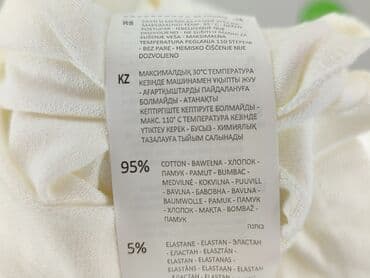 RS
TEMPERATURA PEGLANJA 110 STEPENI
- BEZ PARE - HEMIJSKO ČIŠĆENJE NIJE
DOZVOLJENO
KZ
МАКСИМАЛДЫҚ 30°C ТЕМПЕРАТУРА
КЕЗІНДЕ МАШИНАМЕН ҰҚЫПТЫ ЖУУ
- АҒАРТҚЫШТАРДЫ ПАЙДАЛАНУҒА
БОЛМАЙДЫ - АТАНАҚТЫ
КЕПТІРГІШТЕ КЕПТІРУГЕ БОЛМАЙДЫ -
МАКС. 110° C ТЕМПЕРАТУРА КЕЗІНДЕ
ҮТІКТЕУ КЕРЕК - БУСЫЗ - ХИМИЯЛЫҚ
ТАЗАЛАУҒА ТЫЙЫМ САЛЫНАДЫ
95%
COTTON - BAWEŁNA - ХЛОПОК -
ПАМУК - PAMUT - BUMBAC -
MEDVILNĖ - KOKVILNA - PUUVILL
- BAVLNA - БАВОВНА - BAVLNA -
BAUMWOLLE - PAMUK - ПАМУК -
ХЛОПОК - МАҚТА - BOMBAŽ -
ПАМУК -
כותנה
5%
ELASTANE - ELASTAN - ЭЛАСТАН
- ЕЛАСТАН - ELASZTÁN -